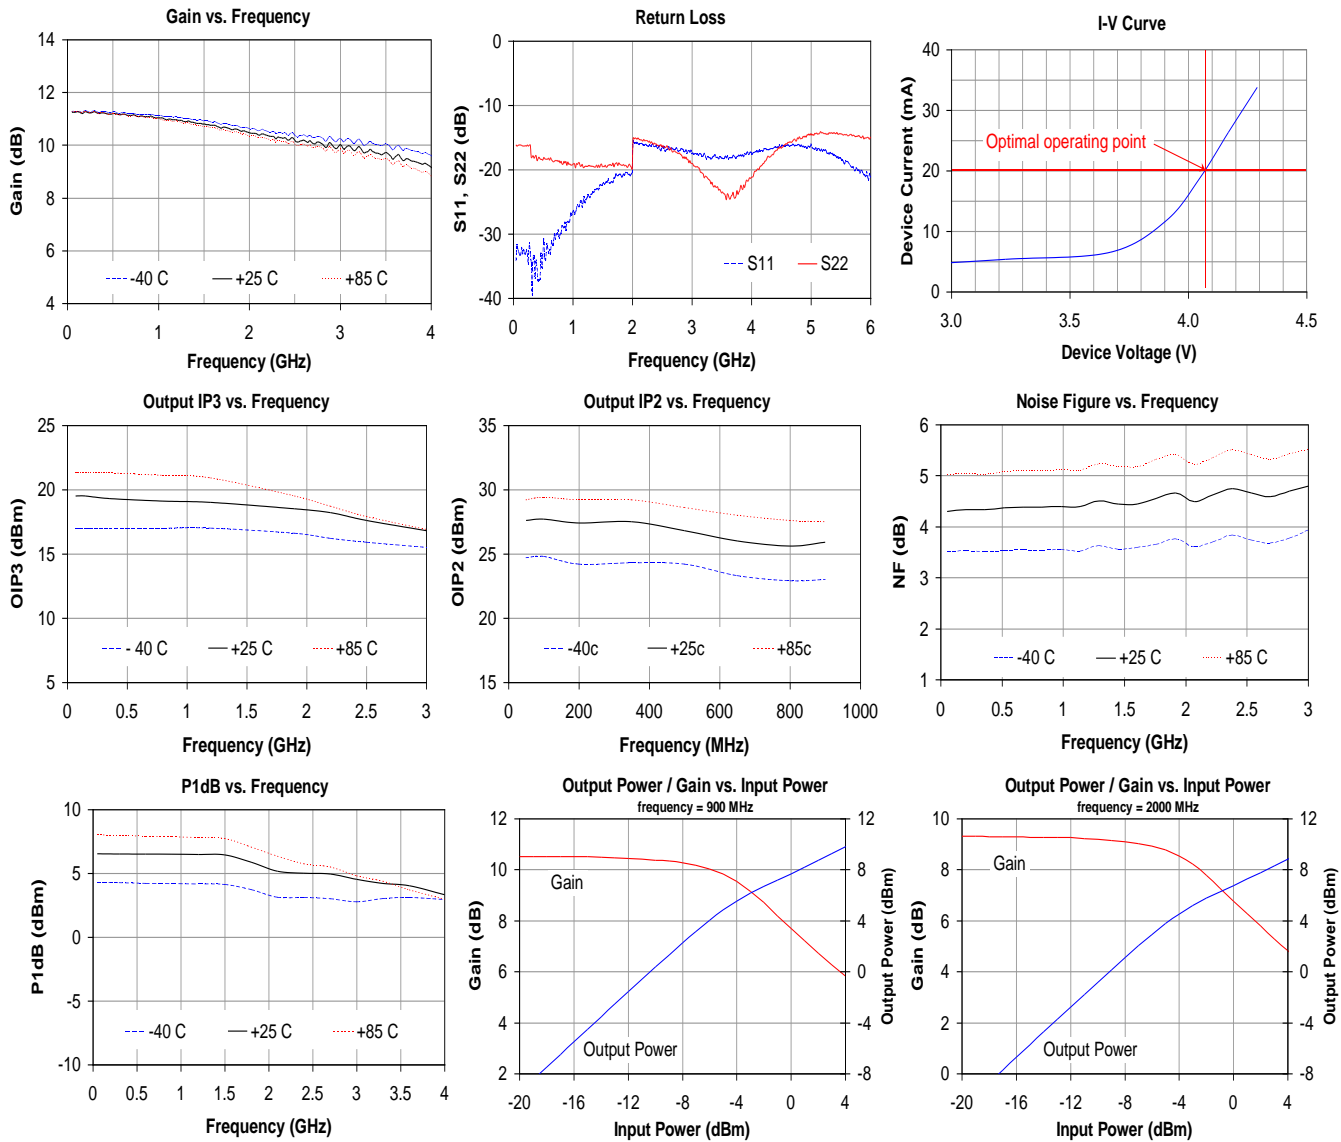 Gain vs. Frequency
14
12
10
8
6
4
Gain (dB)
-40 C
+25 C
+85 C
0 1 2 3 4
Frequency (GHz)
Return Loss
0
-10
-20
-30
-40
S11, S22 (dB)
S11
S22
0 1 2 3 4 5 6
Frequency (GHz)
I-V Curve
40
30
20
10
0
Device Current (mA)
Optimal operating point
3.0 3.5 4.0 4.5
Device Voltage (V)
Output IP3 vs. Frequency
25
20
15
10
5
OIP3 (dBm)
- 40 C
+25 C
+85 C
0 0.5 1 1.5 2 2.5 3
Frequency (GHz)
Output IP2 vs. Frequency
35
30
25
20
15
OIP2 (dBm)
-40c
+25c
+85c
0 200 400 600 800 1000
Frequency (MHz)
Noise Figure vs. Frequency
6
5
4
3
2
1
NF (dB)
-40 C
+25 C
+85 C
0 0.5 1 1.5 2 2.5 3
Frequency (GHz)
P1dB vs. Frequency
10
5
0
-5
-10
P1dB (dBm)
-40 C
+25 C
+85 C
0 0.5 1 1.5 2 2.5 3 3.5 4
Frequency (GHz)
Output Power / Gain vs. Input Power
frequency = 900 MHz
12
10
8
6
4
2
Gain (dB)
Gain
Output Power
12
8
4
0
-4
-8
Output Power (dBm)
-20 -16 -12 -8 -4 0 4
Input Power (dBm)
Output Power / Gain vs. Input Power
frequency = 2000 MHz
10
8
6
4
2
0
Gain (dB)
Gain
Output Power
12
8
4
0
-4
-8
Output Power (dBm)
-20 -16 -12 -8 -4 0 4
Input Power (dBm)